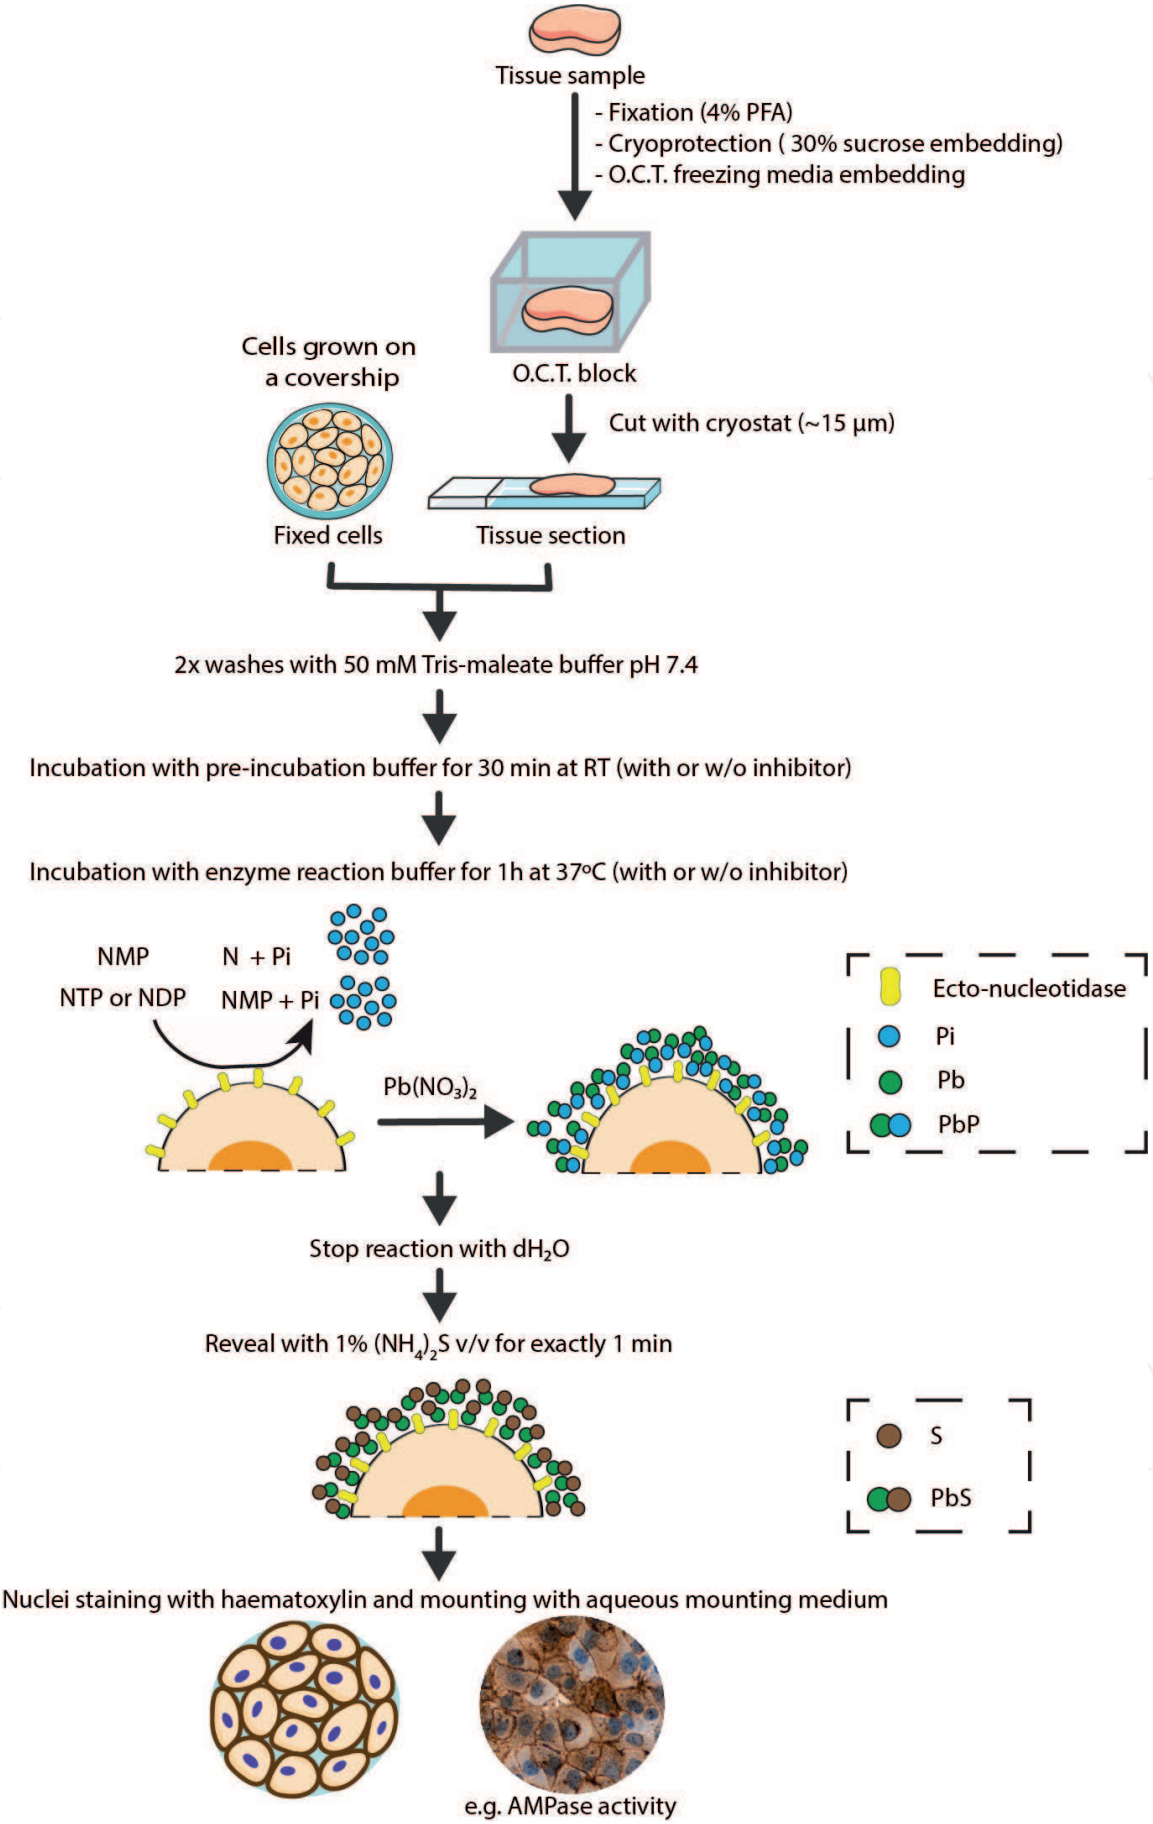 Tissue sample
- Fixation (4% PFA)
- Cryoprotection ( 30% sucrose embedding)
- O.C.T. freezing media embedding
O.C.T. block
Cut with cryostat (~15 µm)
Cells grown on
a covership
Fixed cells
Tissue section
2x washes with 50 mM Tris-maleate buffer pH 7.4
Incubation with pre-incubation buffer for 30 min at RT (with or w/o inhibitor)
Incubation with enzyme reaction buffer for 1h at 37ºC (with or w/o inhibitor)
NMP N + Pi
NTP or NDP NMP + Pi
Pb(NO₃)₂
Ecto-nucleotidase
Pi
Pb
PbP
Stop reaction with dH₂O
Reveal with 1% (NH₄)₂S v/v for exactly 1 min
S
PbS
Nuclei staining with haematoxylin and mounting with aqueous mounting medium
e.g. AMPase activity